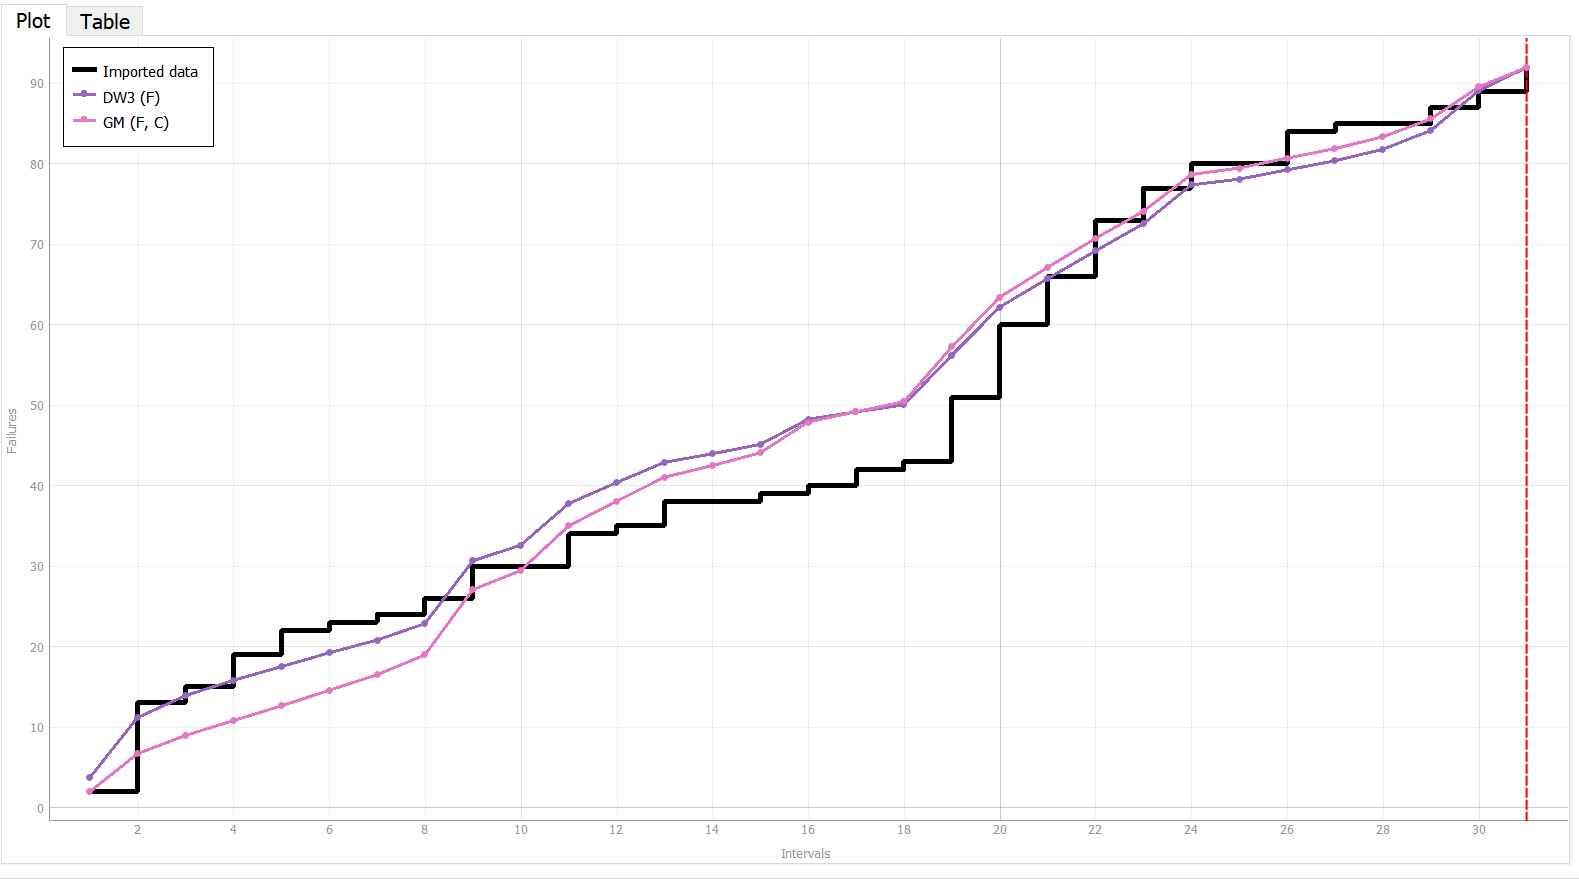 Plot Table
Imported data
DW3 (F)
GM (F, C)
90
80
70
60
50
40
30
20
10
0
Failures
2 4 6 8 10 12 14 16 18 20 22 24 26 28 30
Intervals